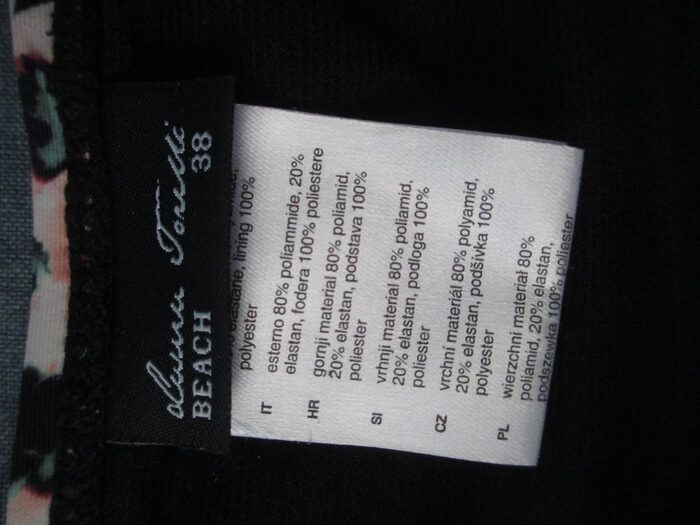 BEACH 38
elastane, lining 100%
polyester
IT esterno 80% poliammide, 20%
elastan, fodera 100% poliestere
HR gornji material 80% poliamid,
20% elastan, podstava 100%
poliester
SI vrhnji material 80% poliamid,
20% elastan, podloga 100%
poliester
CZ vrchni materiál 80% polyamid,
20% elastan, podšívka 100%
polyester
PL wierzchni materiał 80%
poliamid, 20% elastan,
podszewka 100% poliester